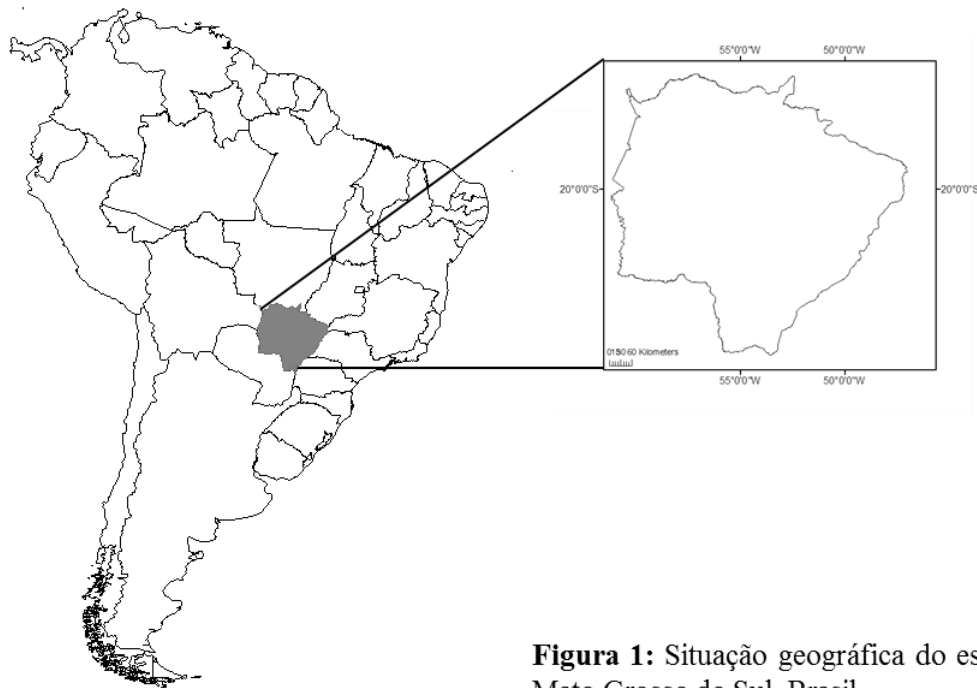 55°0'0"W 50°0'0"W
20°0'0"S 20°0'0"S
60 Kilometers
55°0'0"W 50°0'0"W
Figura 1: Situação geográfica do es
Mato Grosso do Sul, Brasil